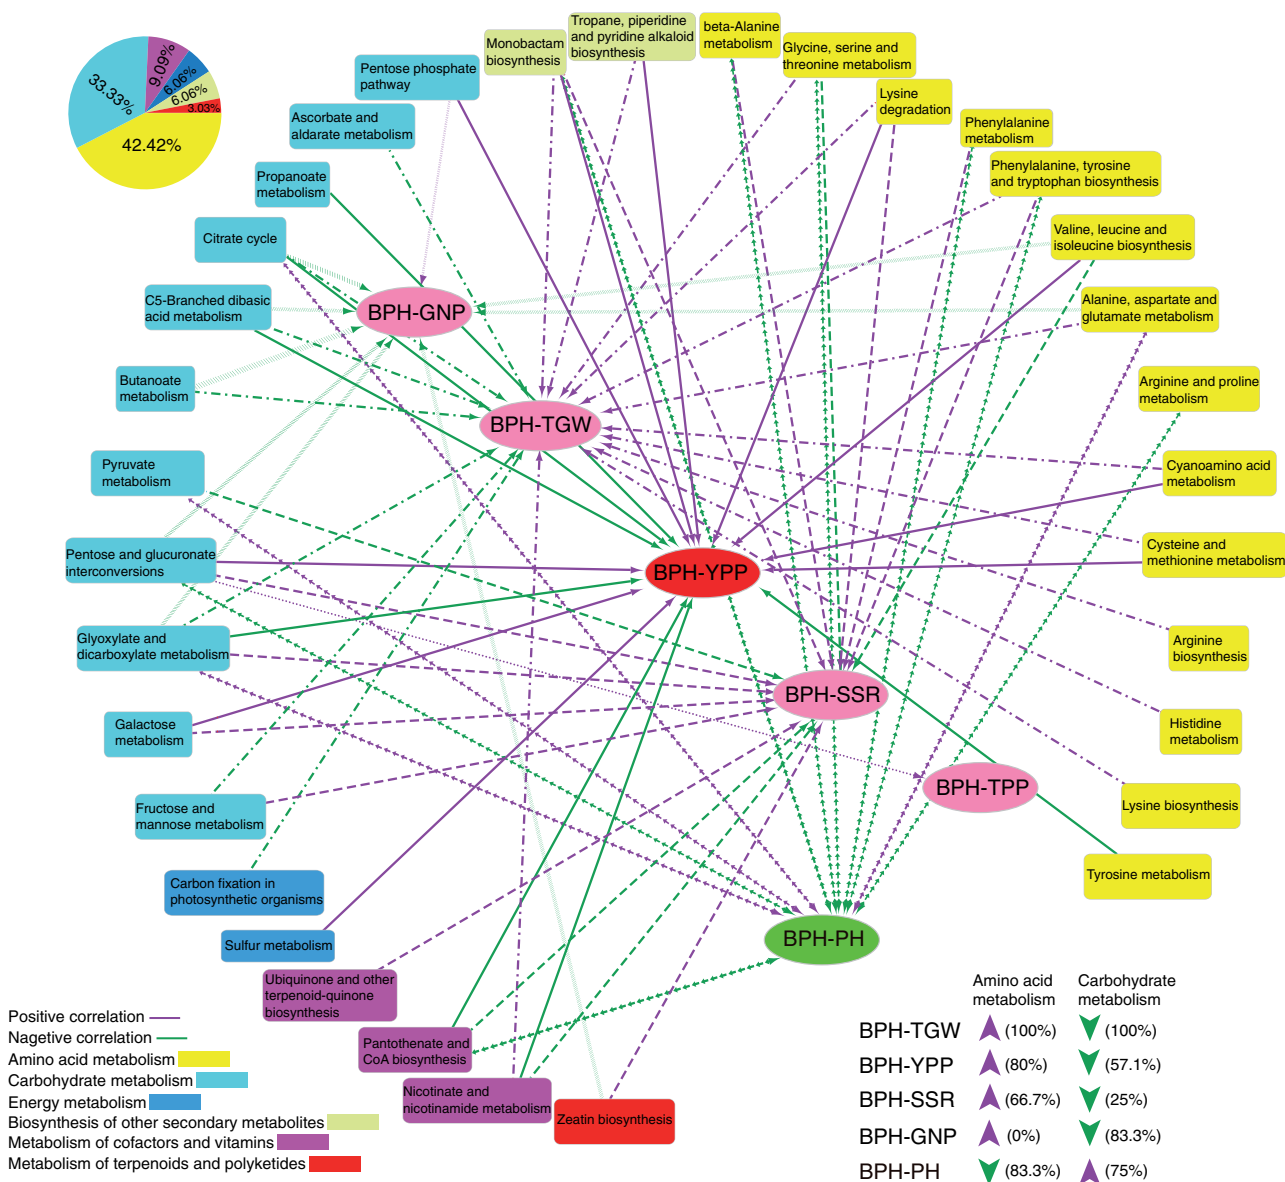 33.33%
9.09%
6.06%
6.06%
3.03%
42.42%
Pentose phosphate
pathway
Monobactam
biosynthesis
Tropane, piperidine
and pyridine alkaloid
biosynthesis
beta-Alanine
metabolism
Glycine, serine and
threonine metabolism
Lysine
degradation
Ascorbate and
aldarate metabolism
Phenylalanine
metabolism
Propanoate
metabolism
Phenylalanine, tyrosine
and tryptophan biosynthesis
Citrate cycle
Valine, leucine and
isoleucine biosynthesis
C5-Branched dibasic
acid metabolism
BPH-GNP
Alanine, aspartate and
glutamate metabolism
Butanoate
metabolism
Arginine and proline
metabolism
BPH-TGW
Pyruvate
metabolism
Cyanoamino acid
metabolism
Pentose and glucuronate
interconversions
BPH-YPP
Cysteine and
methionine metabolism
Glyoxylate and
dicarboxylate metabolism
Arginine
biosynthesis
BPH-SSR
Galactose
metabolism
Histidine
metabolism
BPH-TPP
Fructose and
mannose metabolism
Lysine biosynthesis
Tyrosine metabolism
Carbon fixation in
photosynthetic organisms
Sulfur metabolism
BPH-PH
Ubiquinone and other
terpenoid-quinone
biosynthesis
Pantothenate and
CoA biosynthesis
Nicotinate and
nicotinamide metabolism
Zeatin biosynthesis
Positive correlation
Nagetive correlation
Amino acid metabolism
Carbohydrate metabolism
Energy metabolism
Biosynthesis of other secondary metabolites
Metabolism of cofactors and vitamins
Metabolism of terpenoids and polyketides
Amino acid Carbohydrate
metabolism metabolism
BPH-TGW (100%) (100%)
BPH-YPP (80%) (57.1%)
BPH-SSR (66.7%) (25%)
BPH-GNP (0%) (83.3%)
BPH-PH (83.3%) (75%)